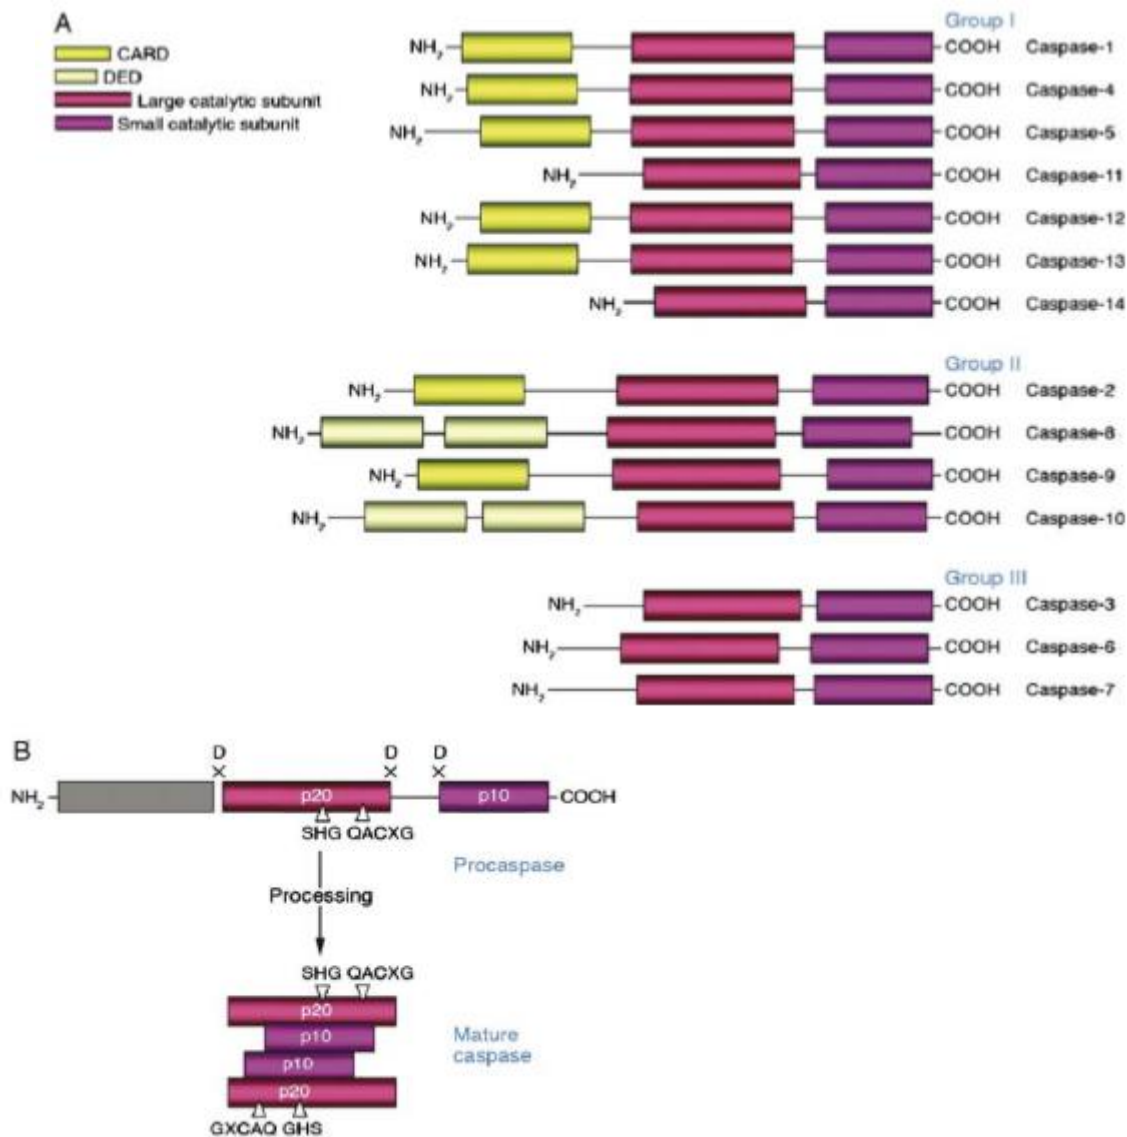 A
CARD
DED
Large catalytic subunit
Small catalytic subunit
Group I
NH2 COOH Caspase-1
NH2 COOH Caspase-4
NH2 COOH Caspase-5
NH2 COOH Caspase-11
NH2 COOH Caspase-12
NH2 COOH Caspase-13
NH2 COOH Caspase-14
Group II
NH2 COOH Caspase-2
NH2 COOH Caspase-8
NH2 COOH Caspase-9
NH2 COOH Caspase-10
Group III
NH2 COOH Caspase-3
NH2 COOH Caspase-6
NH2 COOH Caspase-7
B
D D D
NH2 p20 p10 COOH
SHG QACXG
Procaspase
Processing
SHG QACXG
p20
p10
Mature
caspase
p10
p20
GXCAQ GHS